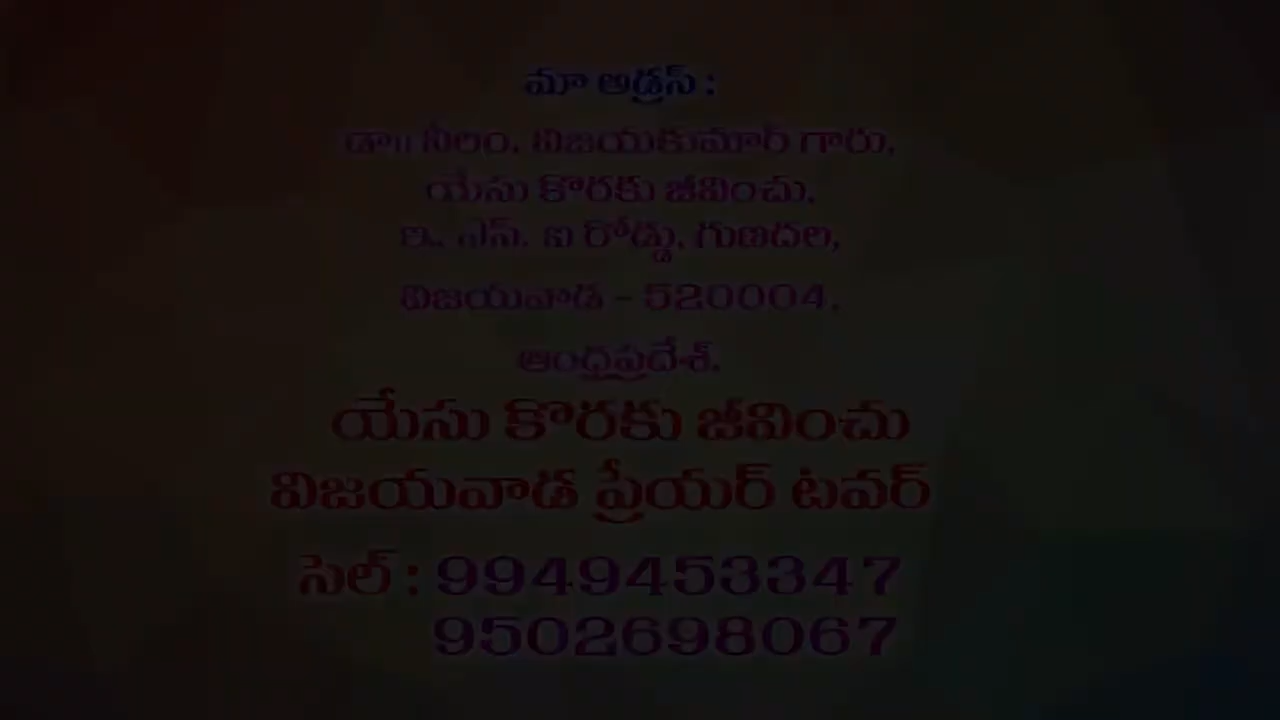 మా అడ్రస్ :
డా॥ నీలం. విజయకుమార్ గారు,
యేసు కొరకు జీవించు,
ఇ. ఎస్. ఐ రోడ్డు, గుణదల,
విజయవాడ - 520004,
ఆంధ్రప్రదేశ్.
యేసు కొరకు జీవించు
విజయవాడ ప్రేయర్ టవర్
సెల్ : 9949453347
9502698067